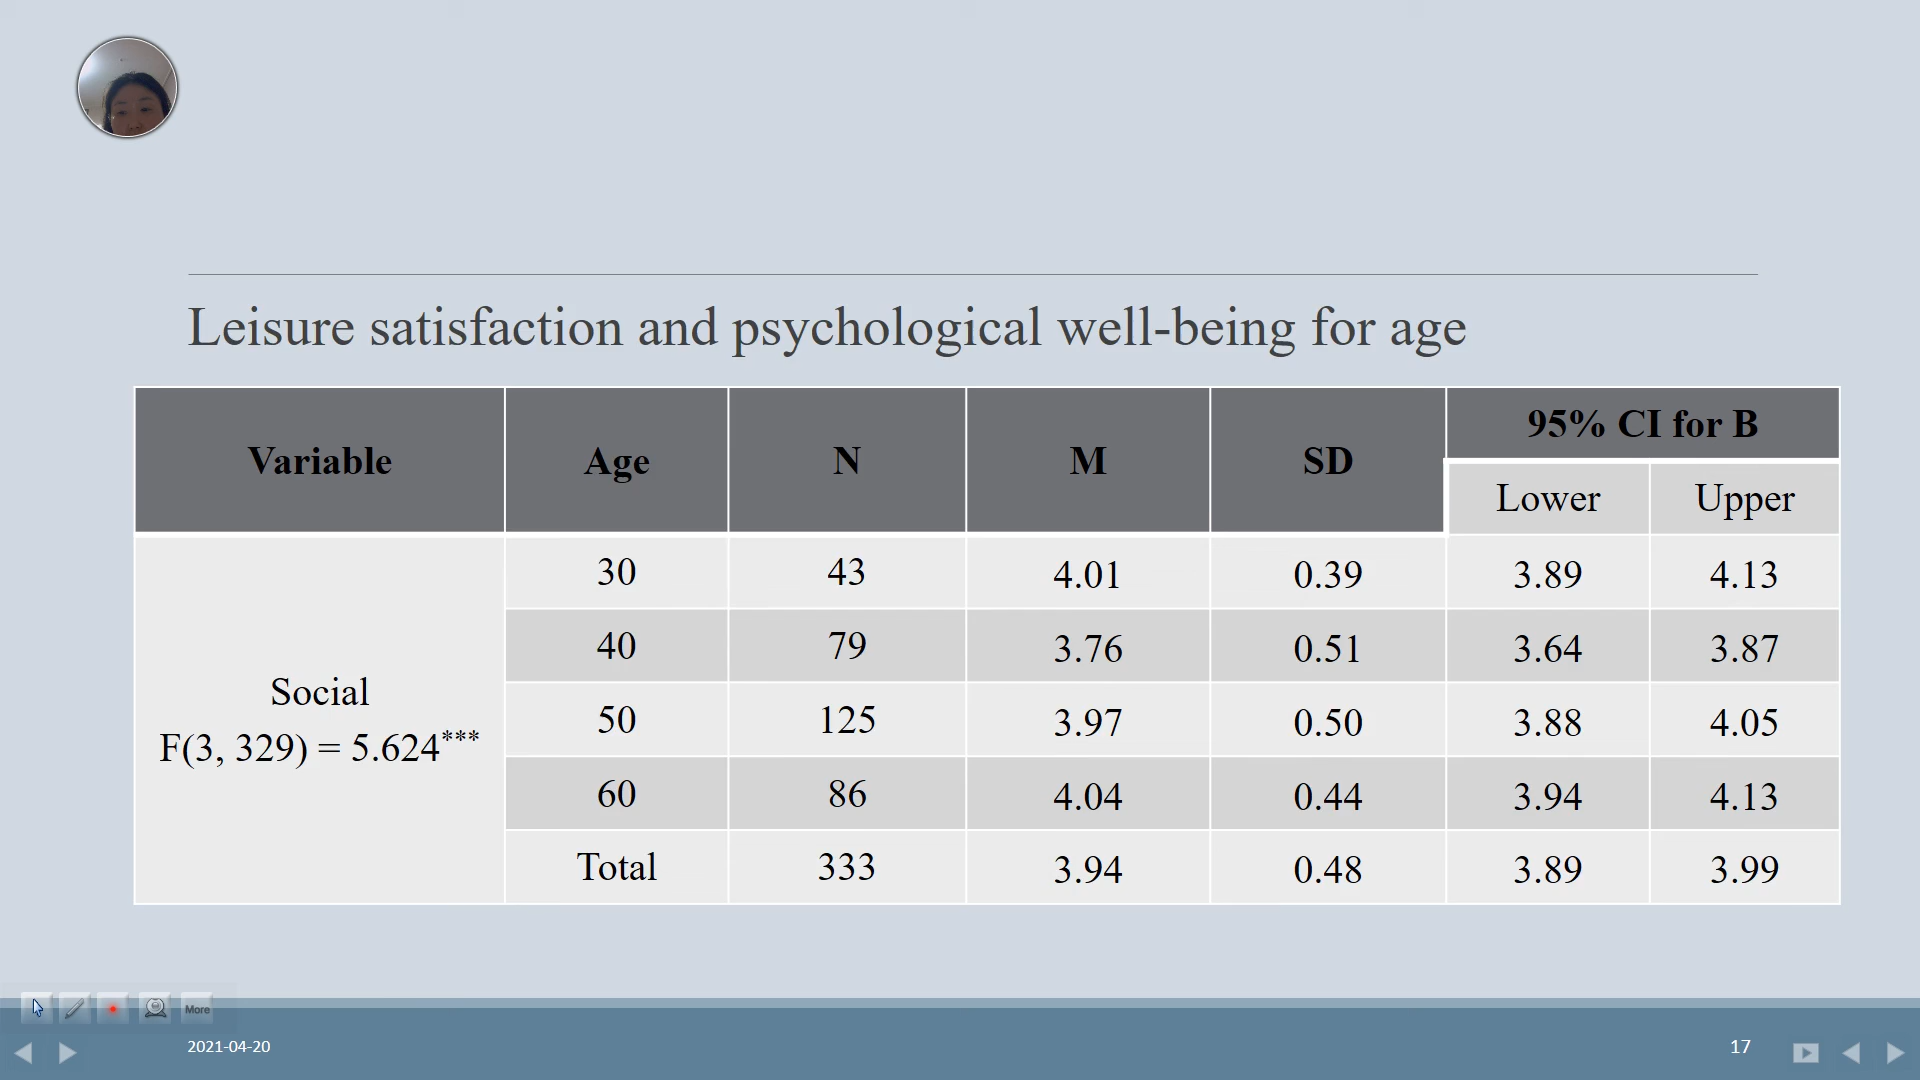 Leisure satisfaction and psychological well-being for age
Variable Age N M SD 95% CI for B
Lower Upper
Social
F(3, 329) = 5.624***
30 43 4.01 0.39 3.89 4.13
40 79 3.76 0.51 3.64 3.87
50 125 3.97 0.50 3.88 4.05
60 86 4.04 0.44 3.94 4.13
Total 333 3.94 0.48 3.89 3.99
More
2021-04-20
17